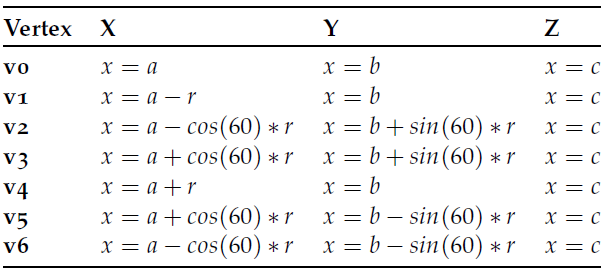 Vertex X Y Z
v0 x = a x = b x = c
v1 x = a − r x = b x = c
v2 x = a − cos(60) ∗ r x = b + sin(60) ∗ r x = c
v3 x = a + cos(60) ∗ r x = b + sin(60) ∗ r x = c
v4 x = a + r x = b x = c
v5 x = a + cos(60) ∗ r x = b − sin(60) ∗ r x = c
v6 x = a − cos(60) ∗ r x = b − sin(60) ∗ r x = c